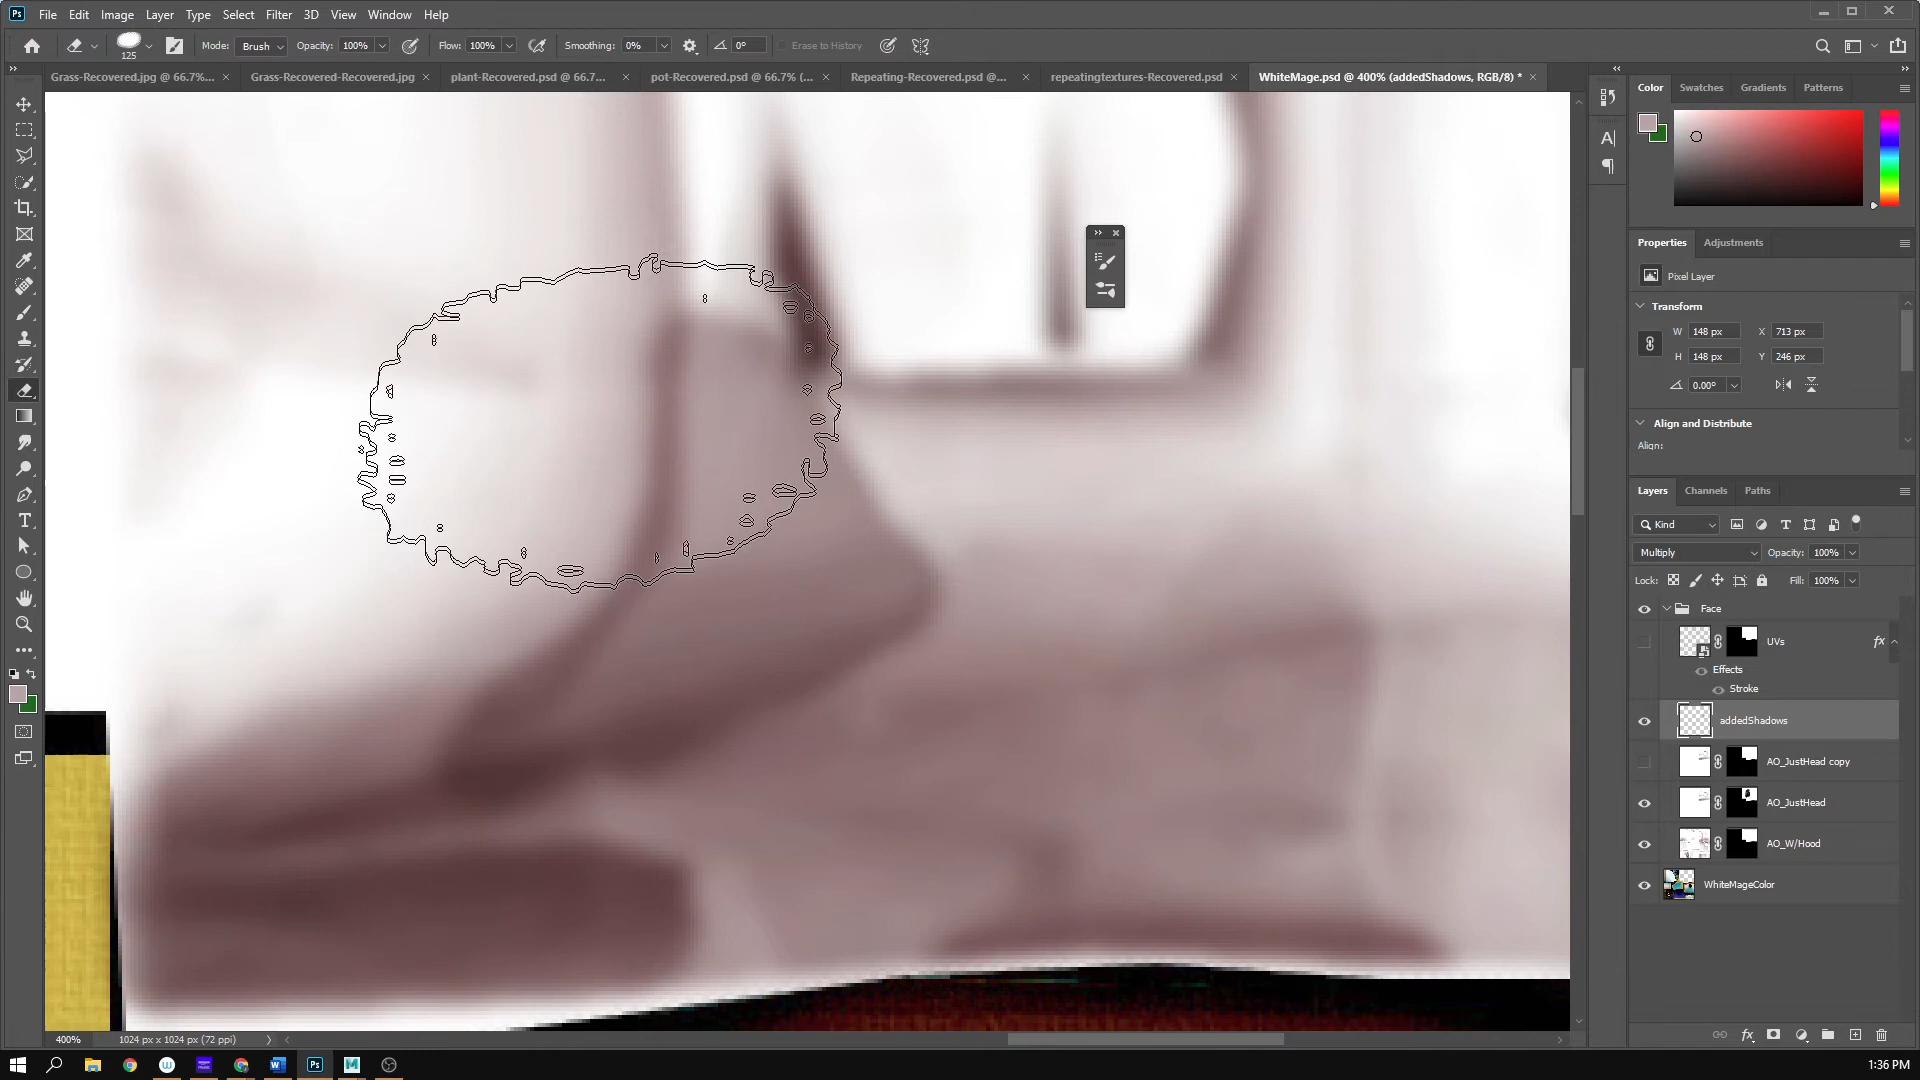 Ps File Edit Image Layer Type Select Filter 3D View Window Help
125 Mode: Brush Opacity: 100% Flow: 100% Smoothing: 0% 0° Erase to History
Grass-Recovered.jpg @ 66.7%... Grass-Recovered-Recovered.jpg plant-Recovered.psd @ 66.7... pot-Recovered.psd @ 66.7% (... Repeating-Recovered.psd @... repeatingtextures-Recovered.psd WhiteMage.psd @ 400% (addedShadows, RGB/8) *
Color Swatches Gradients Patterns
Properties Adjustments
Pixel Layer
Transform
W 148 px X 713 px
H 148 px Y 246 px
0.00°
Align and Distribute
Align:
Layers Channels Paths
Kind
Multiply Opacity: 100%
Lock: Fill: 100%
Face
UVs fx
Effects
Stroke
addedShadows
AO_JustHead copy
AO_JustHead
AO_W/Hood
WhiteMageColor
400% 1024 px x 1024 px (72 ppi)
1:36 PM